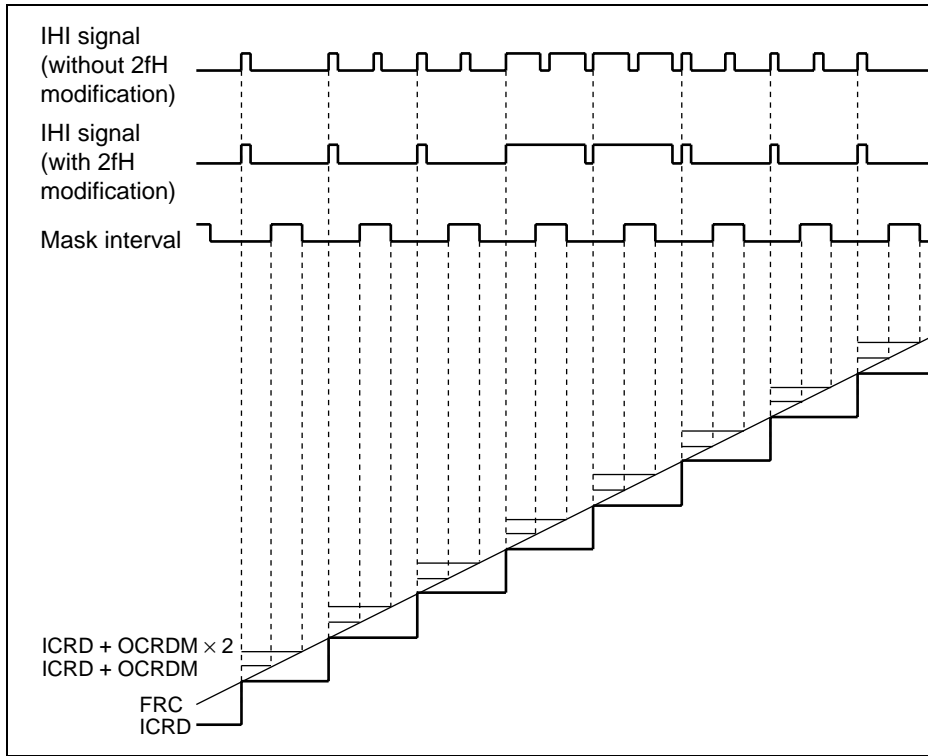 IHI signal
(without 2fH
modification)
IHI signal
(with 2fH
modification)
Mask interval
ICRD + OCRDM × 2
ICRD + OCRDM
FRC
ICRD